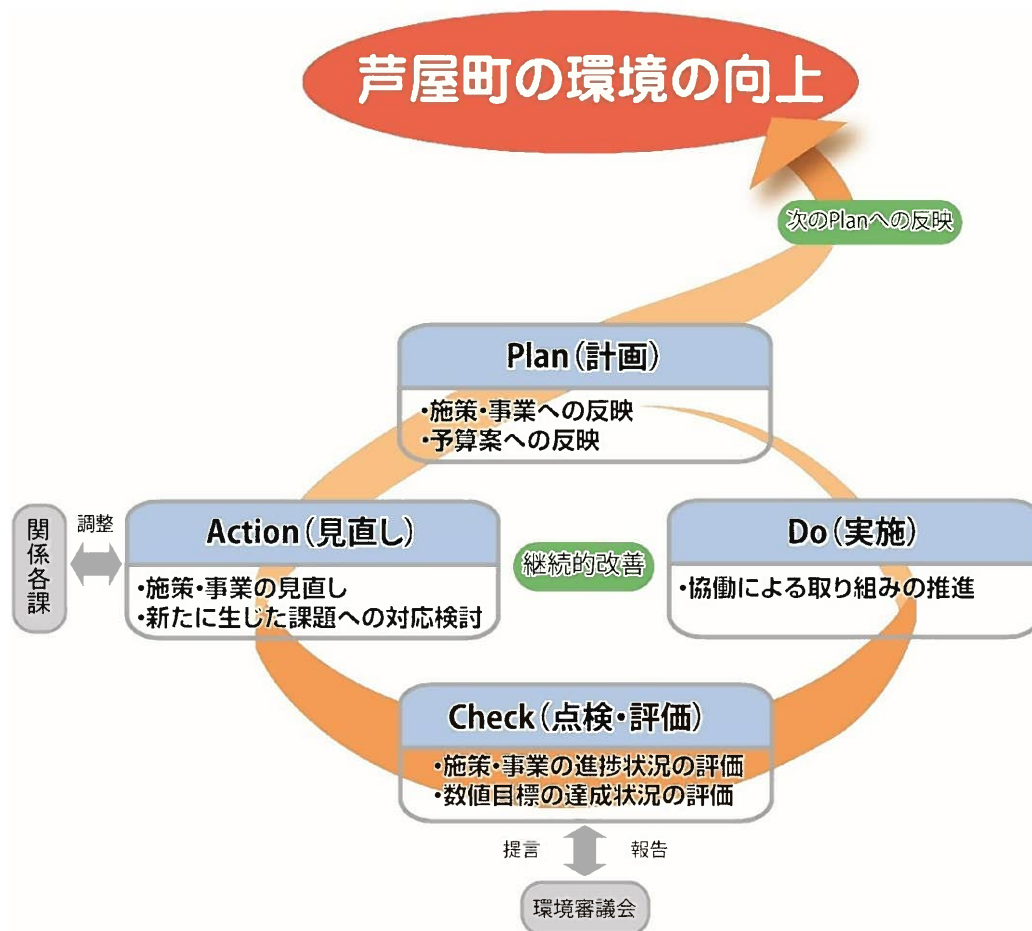 芦屋町の環境の向上
次のPlanへの反映
Plan(計画)
・施策・事業への反映
・予算案への反映
関係各課
調整
Action(見直し)
・施策・事業の見直し
・新たに生じた課題への対応検討
継続的改善
Do(実施)
・協働による取り組みの推進
Check(点検・評価)
・施策・事業の進捗状況の評価
・数値目標の達成状況の評価
提言
報告
環境審議会